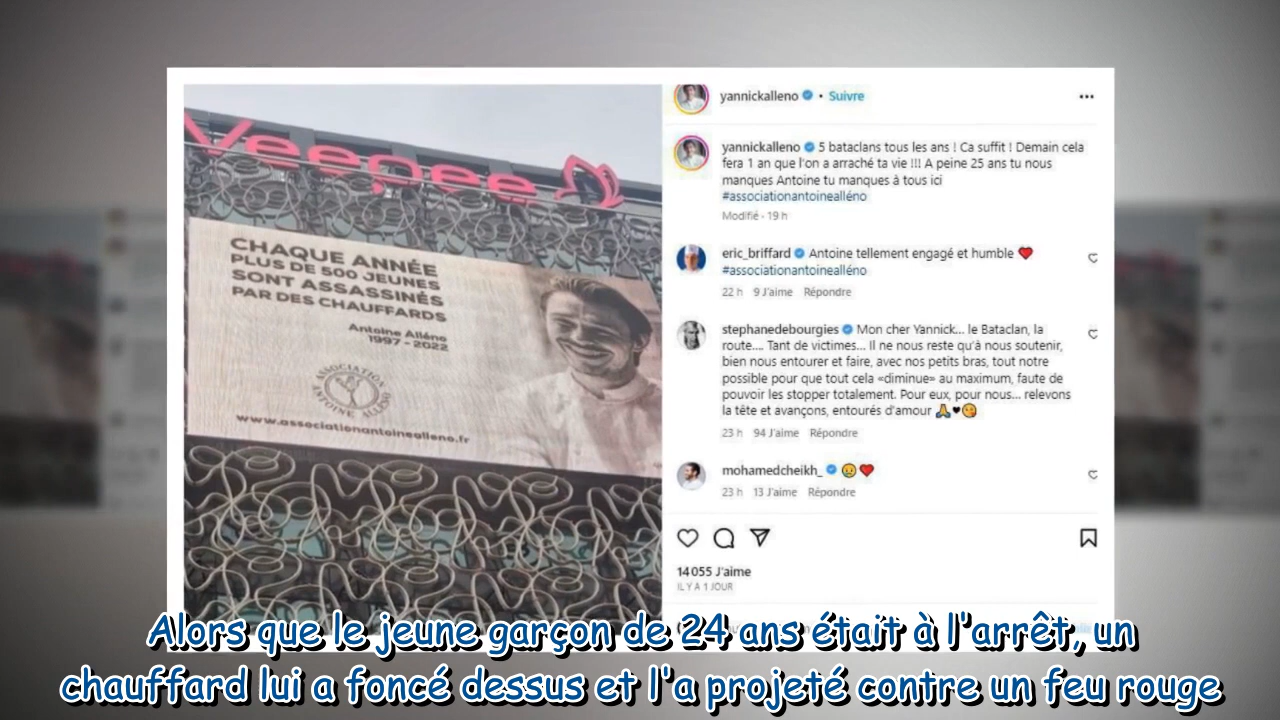 Veepee
CHAQUE ANNÉE
PLUS DE 500 JEUNES
SONT ASSASSINÉS
PAR DES CHAUFFARDS
Antoine Alléno
1997 - 2022
ASSOCIATION
ANTOINE ALLÉNO
www.associationantoinealleno.fr
yannickalleno • Suivre
yannickalleno 5 bataclans tous les ans ! Ca suffit ! Demain cela
fera 1 an que l'on a arraché ta vie !!! A peine 25 ans tu nous
manques Antoine tu manques à tous ici
#associationantoinealléno
Modifié · 19 h
eric_briffard Antoine tellement engagé et humble ❤️
#associationantoinealléno
22 h 9 J'aime Répondre
stephanedebourgies Mon cher Yannick... le Bataclan, la
route.... Tant de victimes... Il ne nous reste qu'à nous soutenir,
bien nous entourer et faire, avec nos petits bras, tout notre
possible pour que tout cela «diminue» au maximum, faute de
pouvoir les stopper totalement. Pour eux, pour nous... relevons
la tête et avançons, entourés d'amour 🙏♥😘
23 h 94 J'aime Répondre
mohamedcheikh_ 😢❤️
23 h 13 J'aime Répondre
14 055 J'aime
IL Y A 1 JOUR
Alors que le jeune garçon de 24 ans était à l'arrêt, un
chauffard lui a foncé dessus et l'a projeté contre un feu rouge